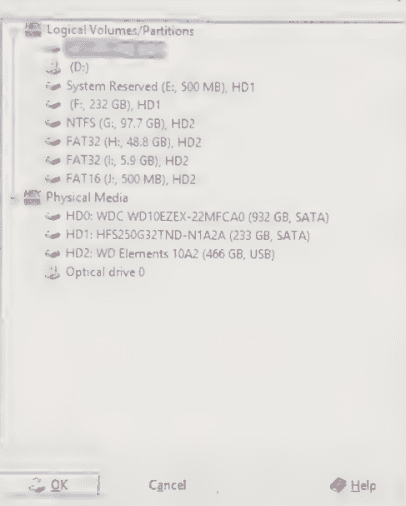 Logical Volumes/Partitions
(D:)
System Reserved (E:, 500 MB), HD1
(F:, 232 GB), HD1
NTFS (G:, 97.7 GB), HD2
FAT32 (H:, 48.8 GB), HD2
FAT32 (I:, 5.9 GB), HD2
FAT16 (J:, 500 MB), HD2
Physical Media
HD0: WDC WD10EZEX-22MFCA0 (932 GB, SATA)
HD1: HFS250G32TND-N1A2A (233 GB, SATA)
HD2: WD Elements 10A2 (466 GB, USB)
Optical drive 0
OK Cancel Help